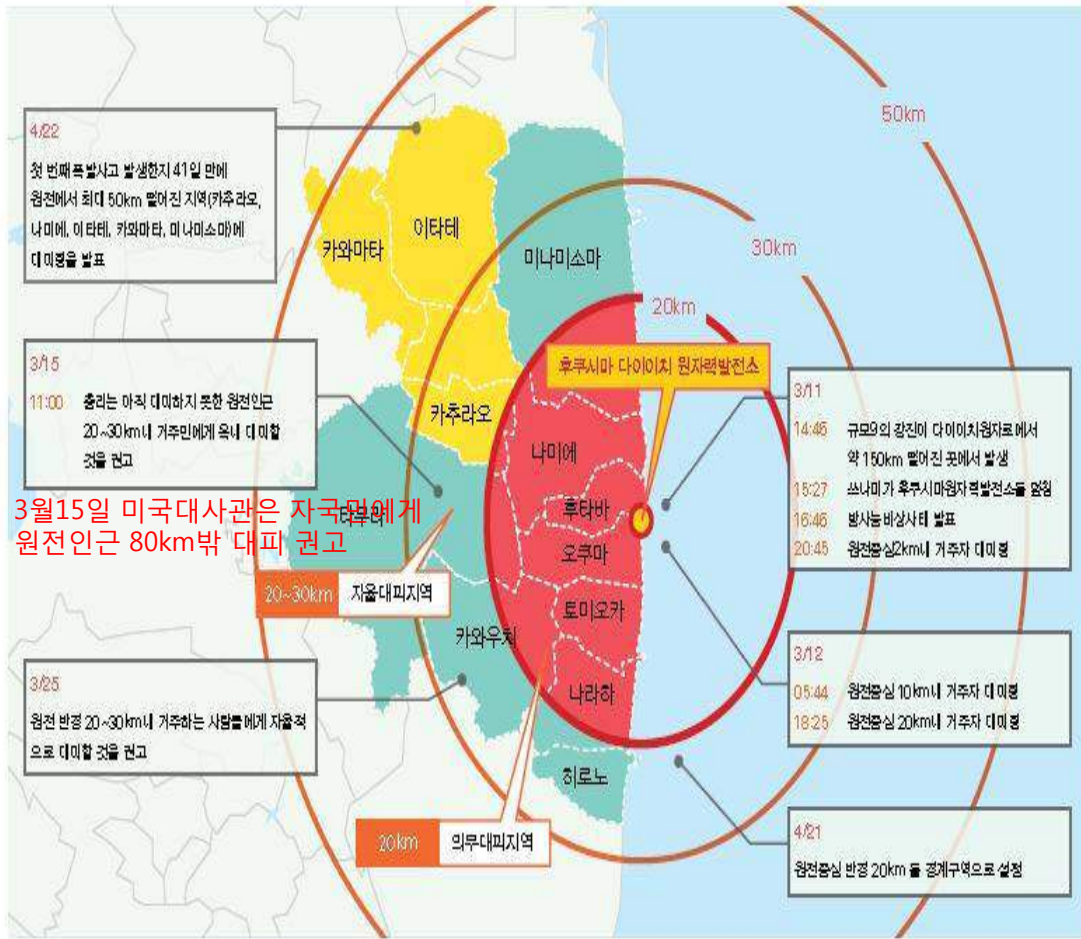 50km
30km
20km
4/22
첫 번째폭발사고 발생한지 41일 만에
원전에서 최대 50km 떨어진 지역(카추라오,
나미에, 이타테, 카와마타, 미나미소마)에
대피령을 발표
이타테
카와마타
미나미소마
3/15
11:00 총리는 아직 대피하지 못한 원전인근
20~30km내 거주민에게 옥내 대피할
것을 권고
카추라오
후쿠시마 다이이치 원자력발전소
나미에
3/11
14:46 규모9의 강진이 다이이치원자로에서
약 150km 떨어진 곳에서 발생
15:27 쓰나미가 후쿠시마원자력발전소를 덮침
16:46 방사능비상사태 발표
20:45 원전중심2km내 거주자 대피령
3월15일 미국대사관은 자국민에게
원전인근 80km밖 대피 권고
후타바
오쿠마
20~30km 자율대피지역
토미오카
카와우치
나라하
3/12
05:44 원전중심 10km내 거주자 대피령
18:25 원전중심 20km내 거주자 대피령
3/25
원전 반경 20~30km내 거주하는 사람들에게 자율적
으로 대피할 것을 권고
히로노
20km 의무대피지역
4/21
원전중심 반경 20km 를 경계구역으로 설정